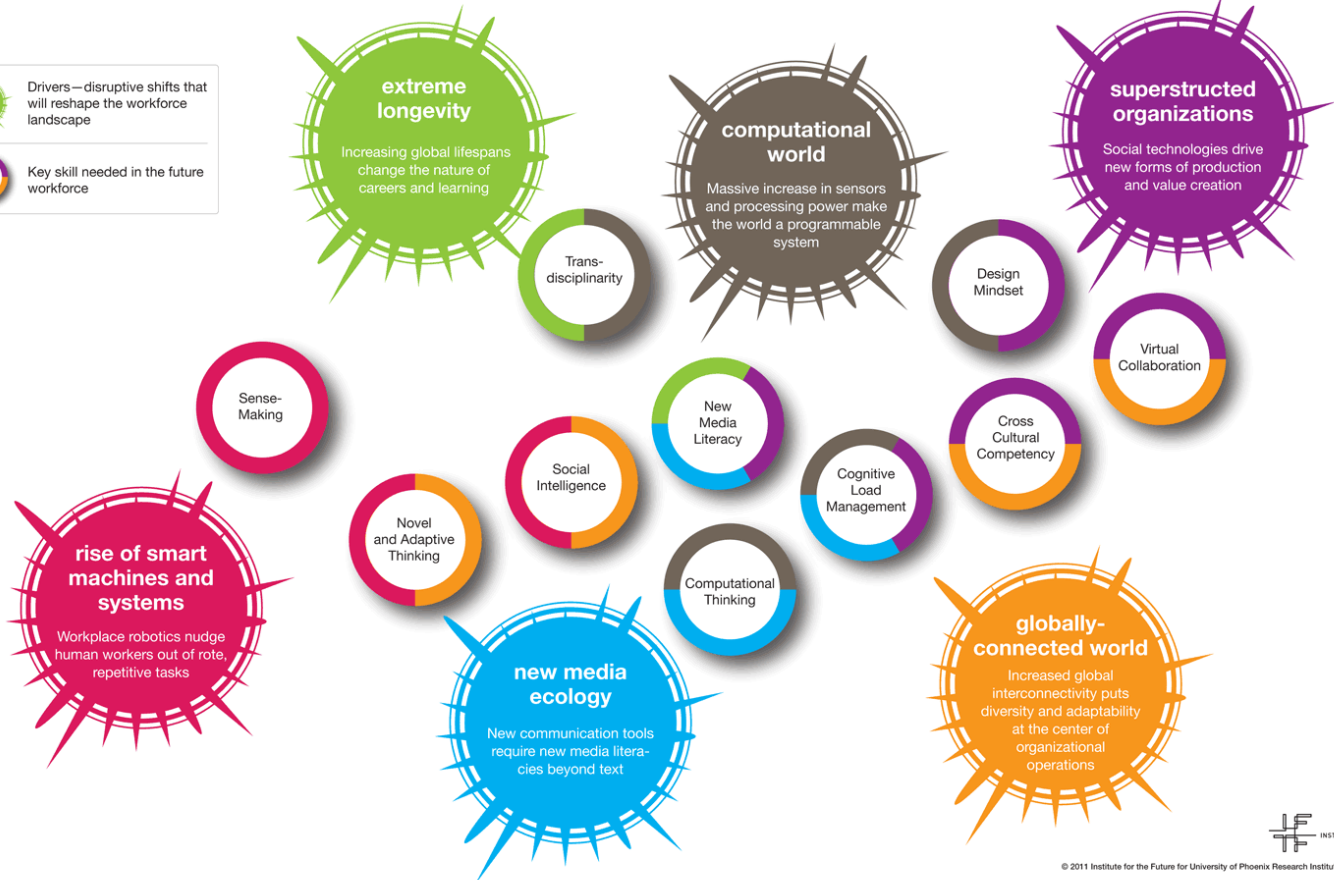 Drivers—disruptive shifts that
will reshape the workforce
landscape
Key skill needed in the future
workforce
extreme
longevity
Increasing global lifespans
change the nature of
careers and learning
computational
world
Massive increase in sensors
and processing power make
the world a programmable
system
superstructed
organizations
Social technologies drive
new forms of production
and value creation
Trans-
disciplinarity
Design
Mindset
Virtual
Collaboration
Sense-
Making
New
Media
Literacy
Cross
Cultural
Competency
Social
Intelligence
Cognitive
Load
Management
Novel
and Adaptive
Thinking
Computational
Thinking
rise of smart
machines and
systems
Workplace robotics nudge
human workers out of rote,
repetitive tasks
new media
ecology
New communication tools
require new media litera-
cies beyond text
globally-
connected world
Increased global
interconnectivity puts
diversity and adaptability
at the center of
organizational
operations
INST
© 2011 Institute for the Future for University of Phoenix Research Institut